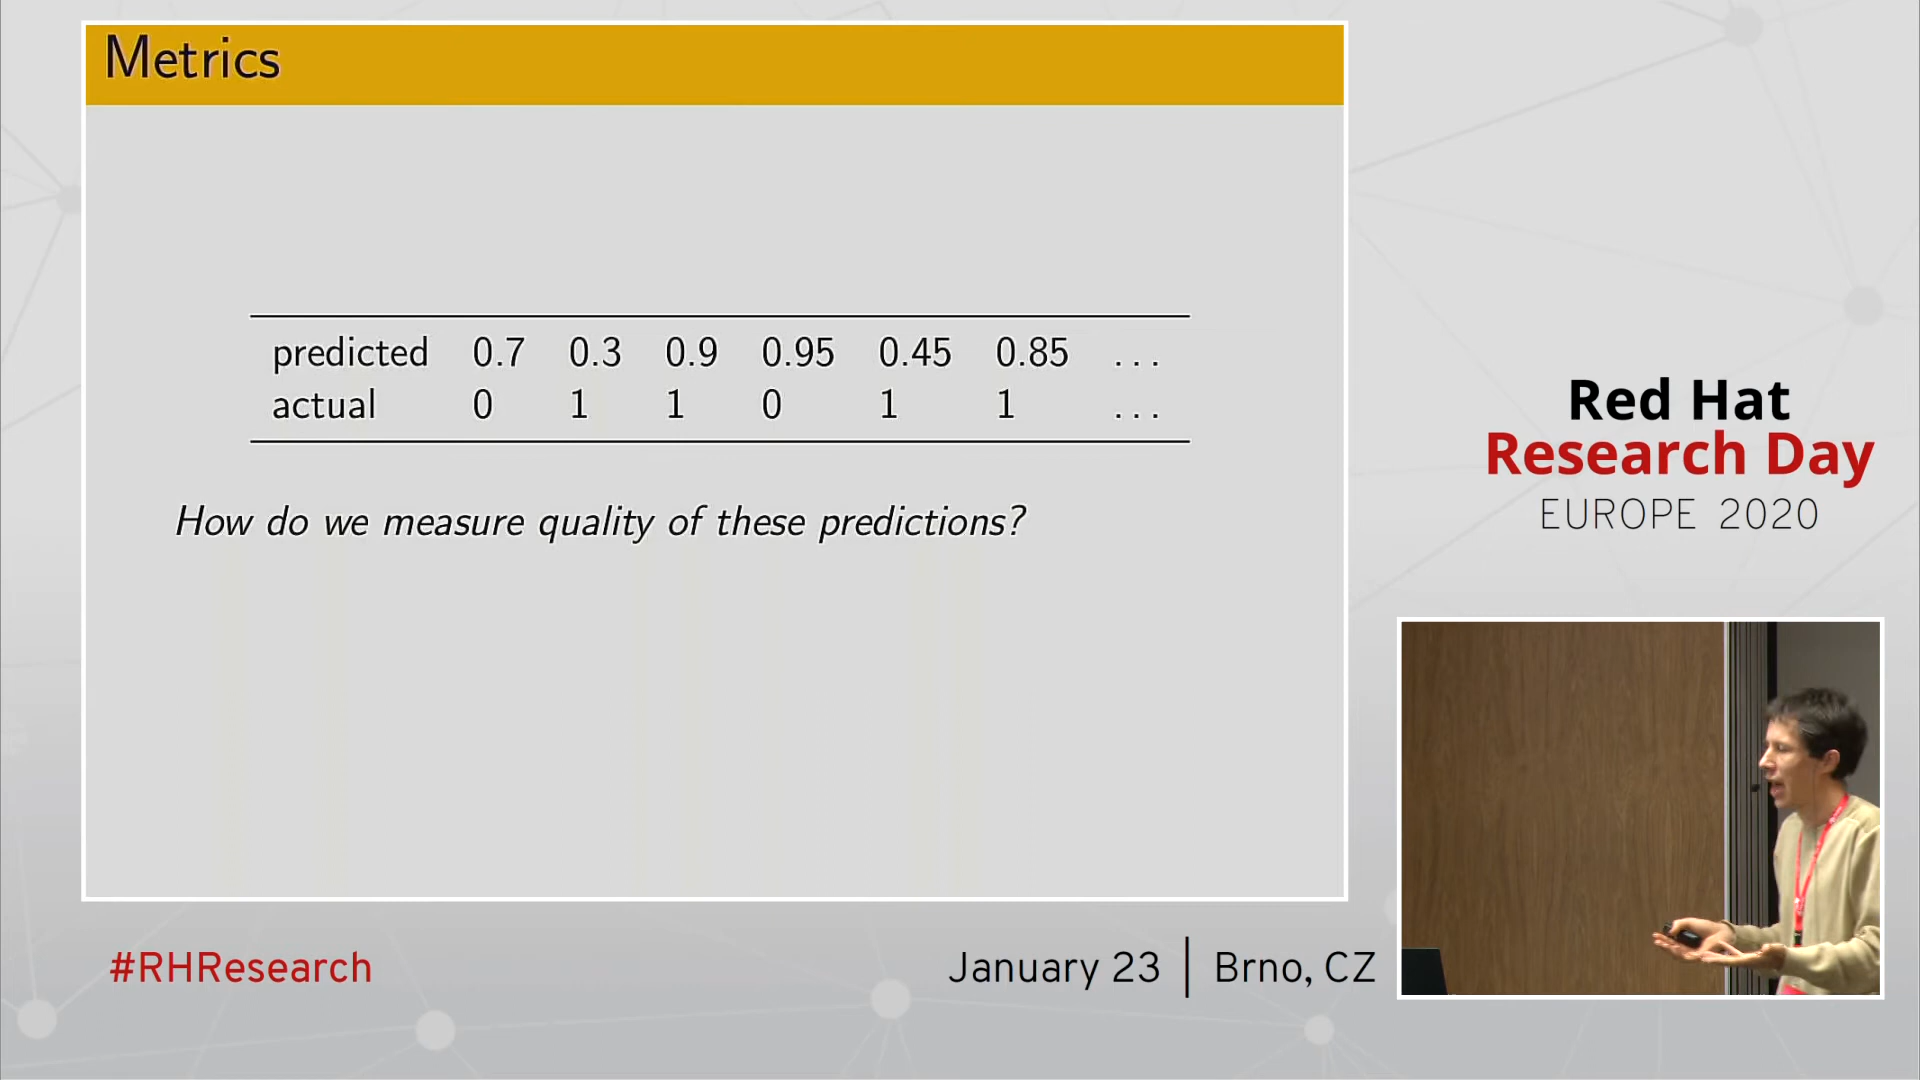 Metrics
predicted 0.7 0.3 0.9 0.95 0.45 0.85 ...
actual 0 1 1 0 1 1 ...
How do we measure quality of these predictions?
Red Hat
Research Day
EUROPE 2020
#RHResearch
January 23 | Brno, CZ